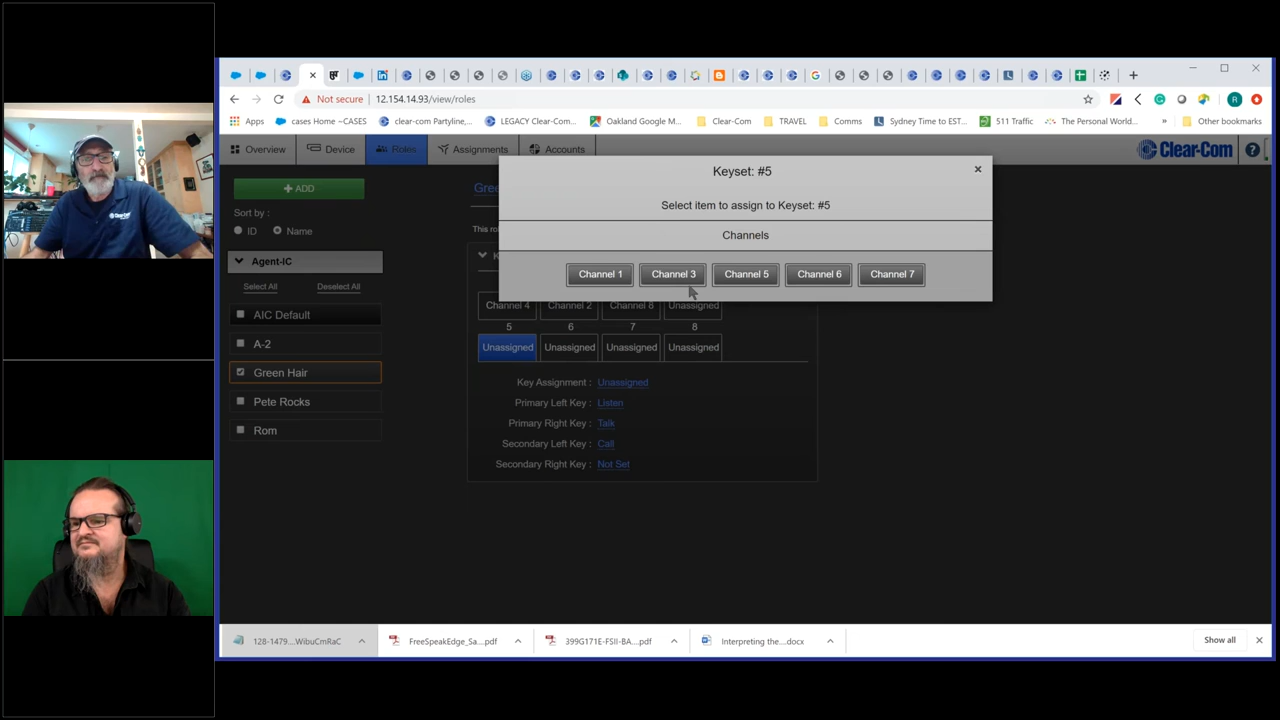 Not secure | 12.154.14.93/view/roles
Apps cases Home ~CASES clear-com Partyline,... LEGACY Clear-Com... Oakland Google M... Clear-Com TRAVEL Comms Sydney Time to EST... 511 Traffic The Personal World... » Other bookmarks
Overview Device Roles Assignments Accounts Clear-Com ?
+ ADD
Sort by :
ID Name
Agent-IC
Select All Deselect All
AIC Default
A-2
Green Hair
Pete Rocks
Rom
Gree
This ro
K
Keyset: #5 ×
Select item to assign to Keyset: #5
Channels
Channel 1 Channel 3 Channel 5 Channel 6 Channel 7
Channel 4 Channel 2 Channel 8 Unassigned
5 6 7 8
Unassigned Unassigned Unassigned Unassigned
Key Assignment : Unassigned
Primary Left Key : Listen
Primary Right Key : Talk
Secondary Left Key : Call
Secondary Right Key : Not Set
128-1479....WibuCmRaC FreeSpeakEdge_Sa....pdf 399G171E-FSII-BA....pdf Interpreting the....docx Show all
Clear-Com